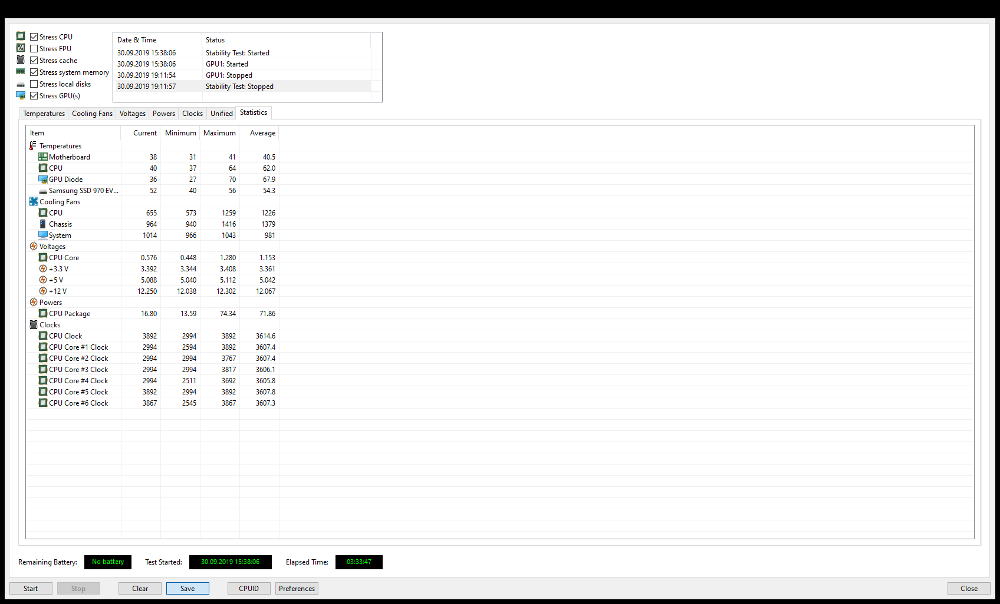 Stress CPU
Stress FPU
Stress cache
Stress system memory
Stress local disks
Stress GPU(s)
Date & Time Status
30.09.2019 15:38:06 Stability Test: Started
30.09.2019 15:38:06 GPU1: Started
30.09.2019 19:11:54 GPU1: Stopped
30.09.2019 19:11:57 Stability Test: Stopped
Temperatures Cooling Fans Voltages Powers Clocks Unified Statistics
Item Current Minimum Maximum Average
Temperatures
Motherboard 38 31 41 40.5
CPU 40 37 64 62.0
GPU Diode 36 27 70 67.9
Samsung SSD 970 EV... 52 40 56 54.3
Cooling Fans
CPU 655 573 1259 1226
Chassis 964 940 1416 1379
System 1014 966 1043 981
Voltages
CPU Core 0.576 0.448 1.280 1.153
+3.3 V 3.392 3.344 3.408 3.361
+5 V 5.088 5.040 5.112 5.042
+12 V 12.250 12.038 12.302 12.067
Powers
CPU Package 16.80 13.59 74.34 71.86
Clocks
CPU Clock 3892 2994 3892 3614.6
CPU Core #1 Clock 2994 2594 3892 3607.4
CPU Core #2 Clock 2994 2994 3767 3607.4
CPU Core #3 Clock 2994 2994 3817 3606.1
CPU Core #4 Clock 2994 2511 3692 3605.8
CPU Core #5 Clock 3892 2994 3892 3607.8
CPU Core #6 Clock 3867 2545 3867 3607.3
Remaining Battery: No battery Test Started: 30.09.2019 15:38:06 Elapsed Time: 03:33:47
Start Stop Clear Save CPUID Preferences Close